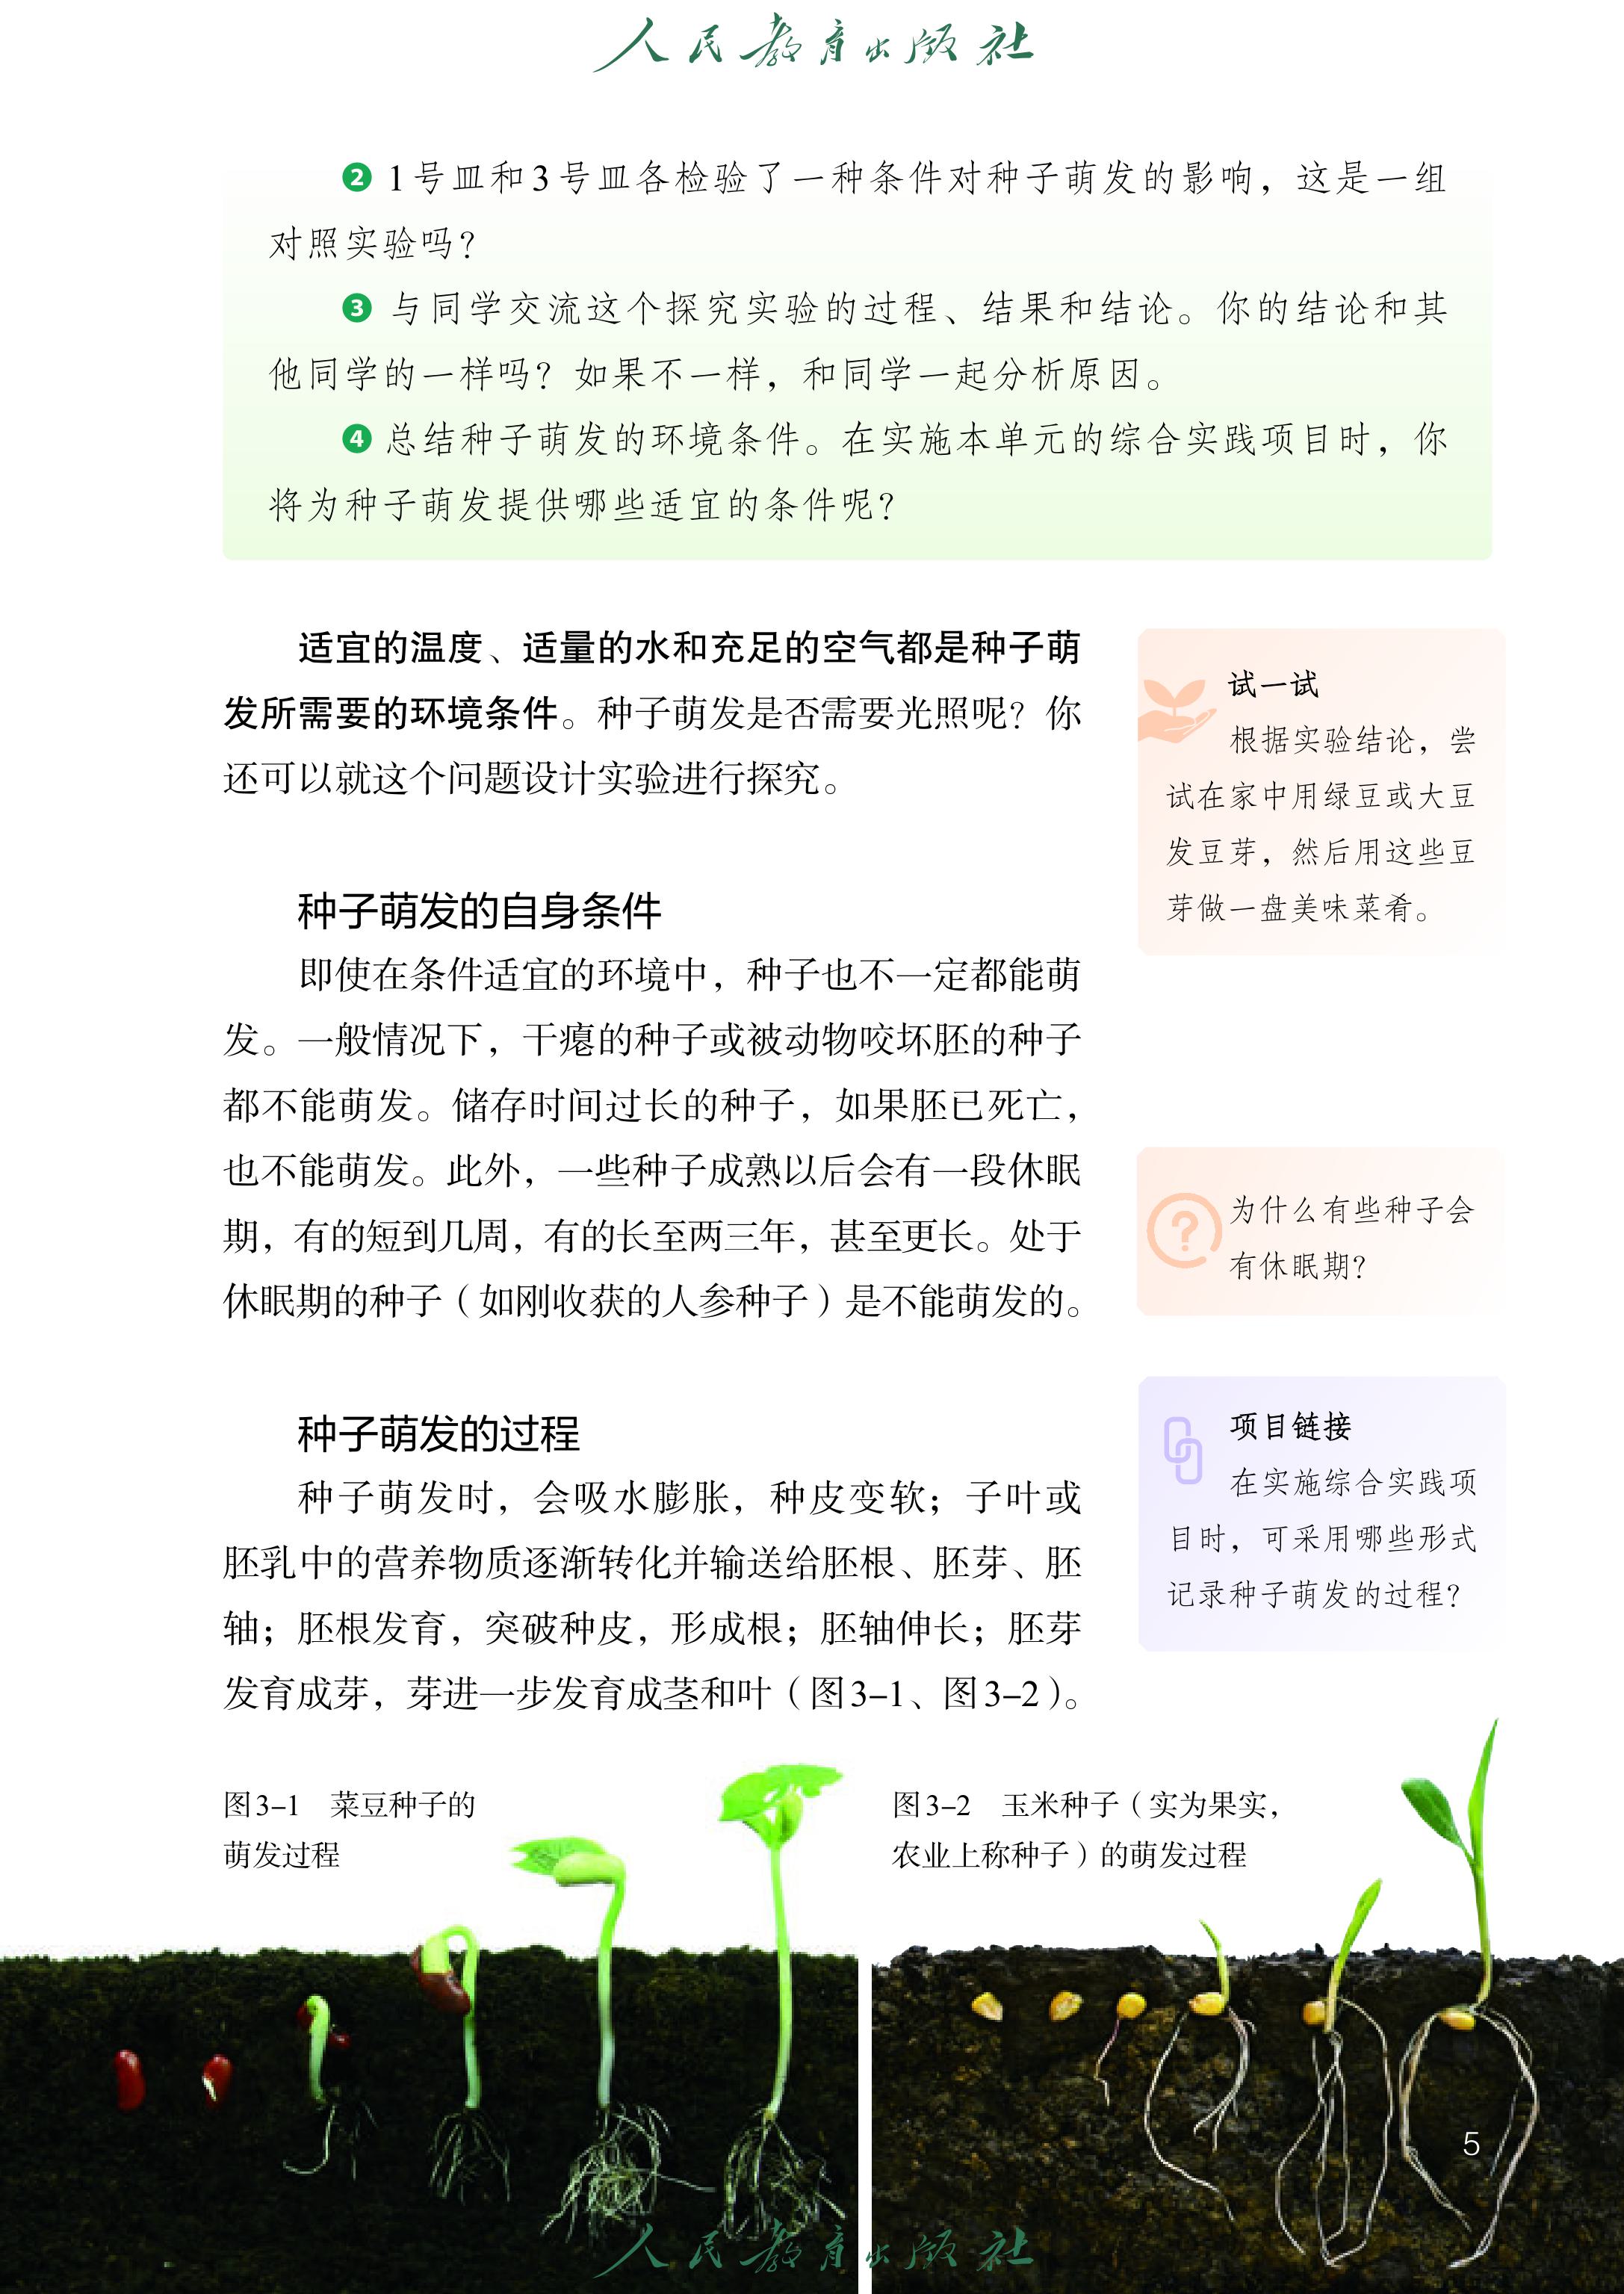 人民教育出版社
❷ 1号皿和3号皿各检验了一种条件对种子萌发的影响，这是一组
对照实验吗？
❸ 与同学交流这个探究实验的过程、结果和结论。你的结论和其
他同学的一样吗？如果不一样，和同学一起分析原因。
❹ 总结种子萌发的环境条件。在实施本单元的综合实践项目时，你
将为种子萌发提供哪些适宜的条件呢？
适宜的温度、适量的水和充足的空气都是种子萌
发所需要的环境条件。种子萌发是否需要光照呢？你
还可以就这个问题设计实验进行探究。
试一试
根据实验结论，尝
试在家中用绿豆或大豆
发豆芽，然后用这些豆
芽做一盘美味菜肴。
种子萌发的自身条件
即使在条件适宜的环境中，种子也不一定都能萌
发。一般情况下，干瘪的种子或被动物咬坏胚的种子
都不能萌发。储存时间过长的种子，如果胚已死亡，
也不能萌发。此外，一些种子成熟以后会有一段休眠
期，有的短到几周，有的长至两三年，甚至更长。处于
休眠期的种子（如刚收获的人参种子）是不能萌发的。
为什么有些种子会
有休眠期？
种子萌发的过程
种子萌发时，会吸水膨胀，种皮变软；子叶或
胚乳中的营养物质逐渐转化并输送给胚根、胚芽、胚
轴；胚根发育，突破种皮，形成根；胚轴伸长；胚芽
发育成芽，芽进一步发育成茎和叶（图3-1、图3-2）。
项目链接
在实施综合实践项
目时，可采用哪些形式
记录种子萌发的过程？
图3-1 菜豆种子的
萌发过程
图3-2 玉米种子（实为果实，
农业上称种子）的萌发过程
5
人民教育出版社